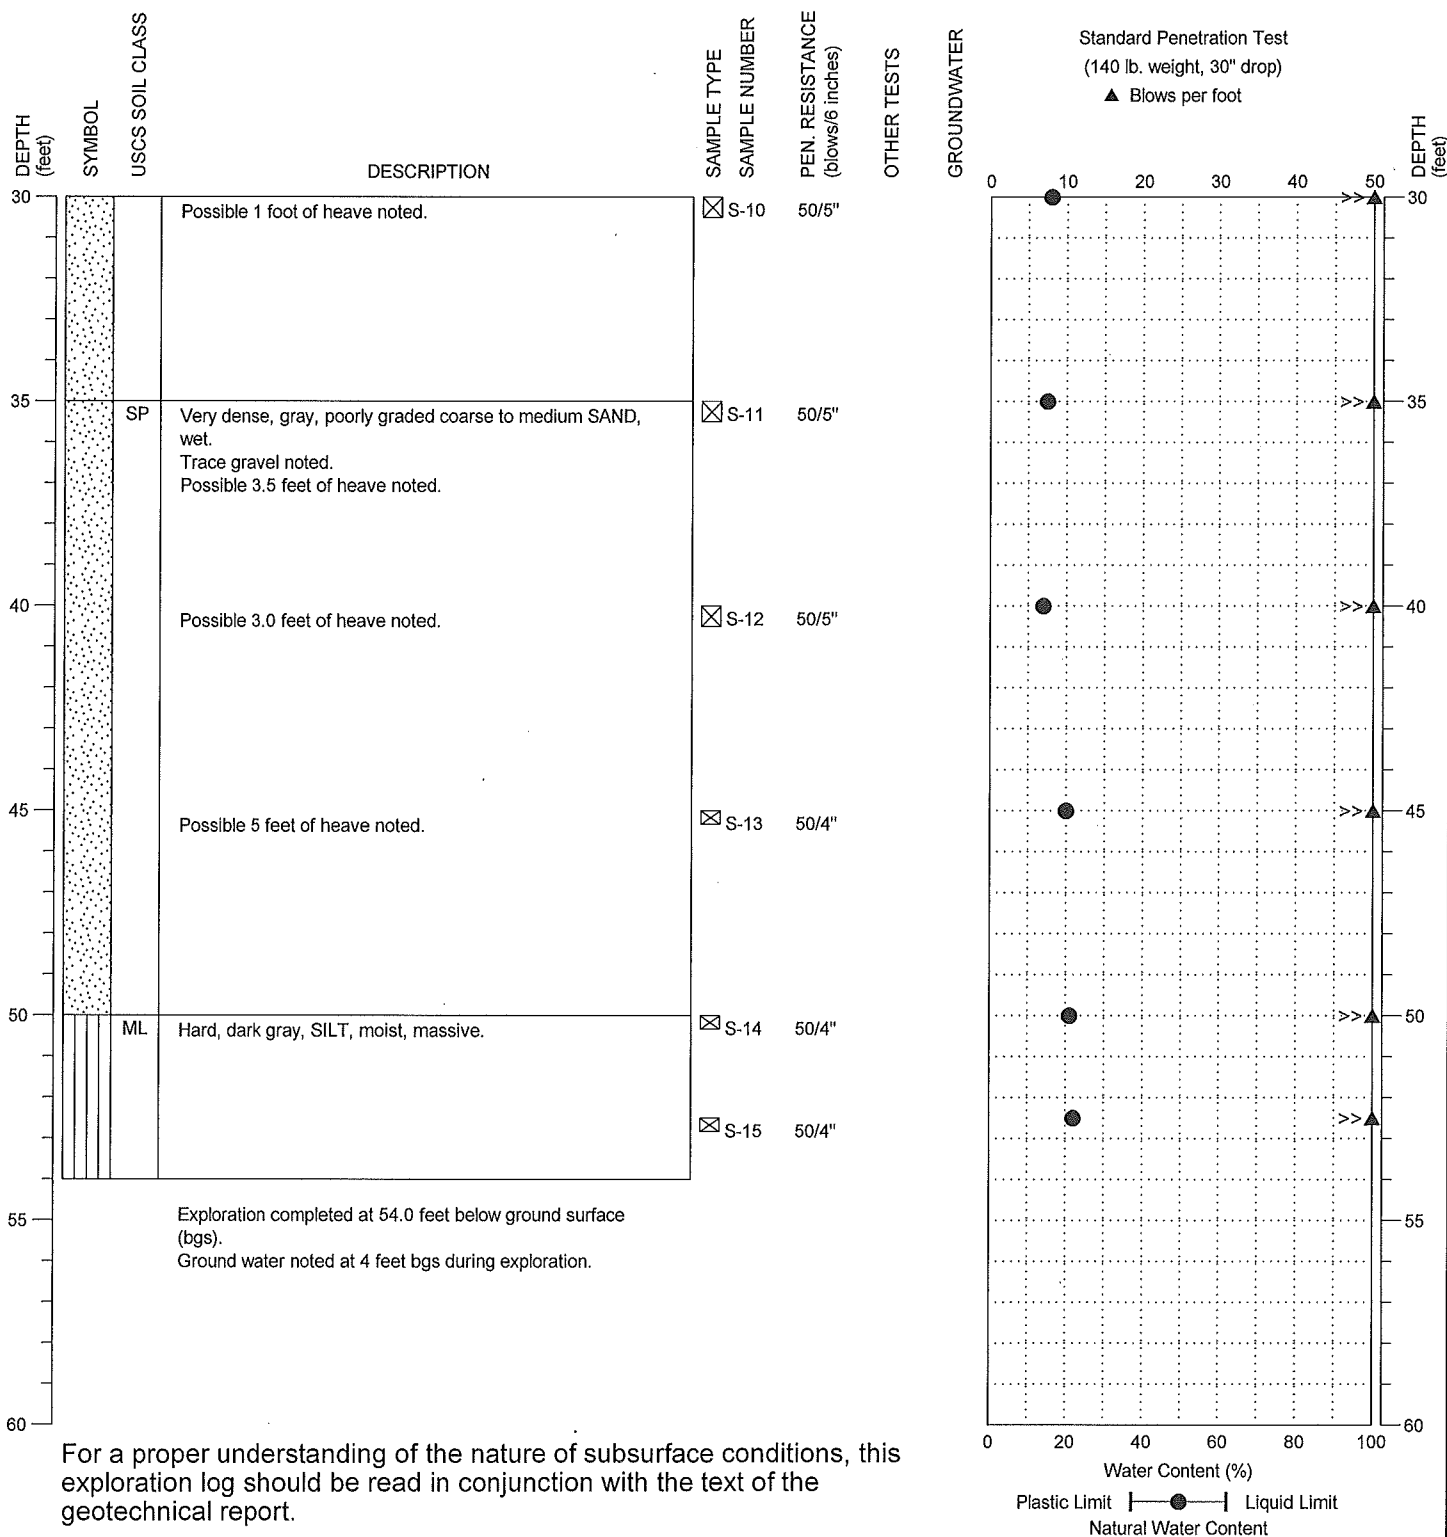 DEPTH
(feet)
SYMBOL
USCS SOIL CLASS
DESCRIPTION
SAMPLE TYPE
SAMPLE NUMBER
PEN. RESISTANCE
(blows/6 inches)
OTHER TESTS
GROUNDWATER
Standard Penetration Test
(140 lb. weight, 30" drop)
▲ Blows per foot
DEPTH
(feet)
0 10 20 30 40 50
30 Possible 1 foot of heave noted. S-10 50/5" >> 30
35 SP Very dense, gray, poorly graded coarse to medium SAND, S-11 50/5" >> 35
wet.
Trace gravel noted.
Possible 3.5 feet of heave noted.
40 Possible 3.0 feet of heave noted. S-12 50/5" >> 40
45 Possible 5 feet of heave noted. S-13 50/4" >> 45
50 ML Hard, dark gray, SILT, moist, massive. S-14 50/4" >> 50
S-15 50/4" >>
55 Exploration completed at 54.0 feet below ground surface 55
(bgs).
Ground water noted at 4 feet bgs during exploration.
60 60
0 20 40 60 80 100
Water Content (%)
Plastic Limit Liquid Limit
Natural Water Content
For a proper understanding of the nature of subsurface conditions, this
exploration log should be read in conjunction with the text of the
geotechnical report.